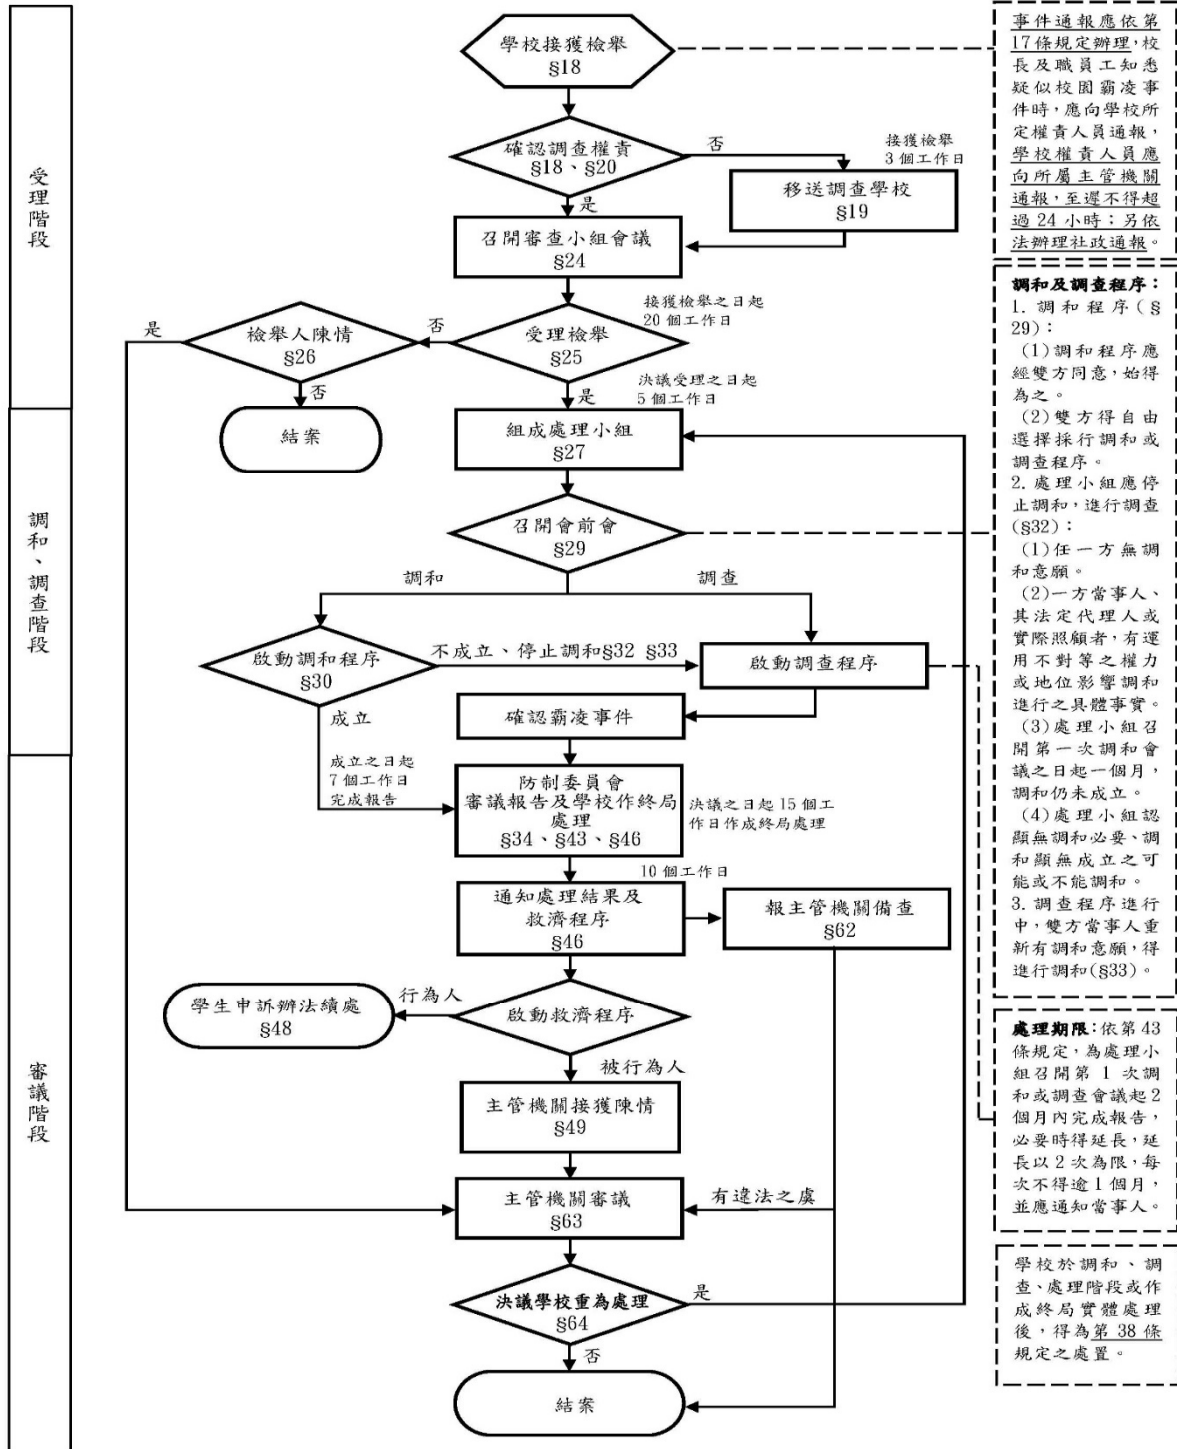 受理階段
調和、調查階段
審議階段
學校接獲檢舉
§18
確認調查權責
§18、§20
否
接獲檢舉
3 個工作日
移送調查學校
§19
是
召開審查小組會議
§24
接獲檢舉之日起
20 個工作日
受理檢舉
§25
否
檢舉人陳情
§26
是
否
結案
決議受理之日起
5 個工作日
是
組成處理小組
§27
召開會前會
§29
調和
調查
啟動調和程序
§30
不成立、停止調和§32 §33
啟動調查程序
成立
確認霸凌事件
成立之日起
7 個工作日
完成報告
防制委員會
審議報告及學校作終局
處理
§34、§43、§46
決議之日起 15 個工
作日作成終局處理
10 個工作日
通知處理結果及
救濟程序
§46
報主管機關備查
§62
啟動救濟程序
行為人
學生申訴辦法續處
§48
被行為人
主管機關接獲陳情
§49
主管機關審議
§63
有違法之虞
決議學校重為處理
§64
是
否
結案
事件通報應依第
17 條規定辦理,校
長及職員工知悉
疑似校園霸凌事
件時,應向學校所
定權責人員通報,
學校權責人員應
向所屬主管機關
通報,至遲不得超
過 24 小時;另依
法辦理社政通報。
調和及調查程序:
1. 調和程序(§
29):
(1)調和程序應
經雙方同意,始得
為之。
(2)雙方得自由
選擇採行調和或
調查程序。
2. 處理小組應停
止調和,進行調查
(§32):
(1)任一方無調
和意願。
(2)一方當事人、
其法定代理人或
實際照顧者,有運
用不對等之權力
或地位影響調和
進行之具體事實。
(3)處理小組召
開第一次調和會
議之日起一個月,
調和仍未成立。
(4)處理小組認
顯無調和必要、調
和顯無成立之可
能或不能調和。
3. 調查程序進行
中,雙方當事人重
新有調和意願,得
進行調和(§33)。
處理期限:依第 43
條規定,為處理小
組召開第 1 次調
和或調查會議起 2
個月內完成報告,
必要時得延長,延
長以 2 次為限,每
次不得逾 1 個月,
並應通知當事人。
學校於調和、調
查、處理階段或作
成終局實體處理
後,得為第 38 條
規定之處置。